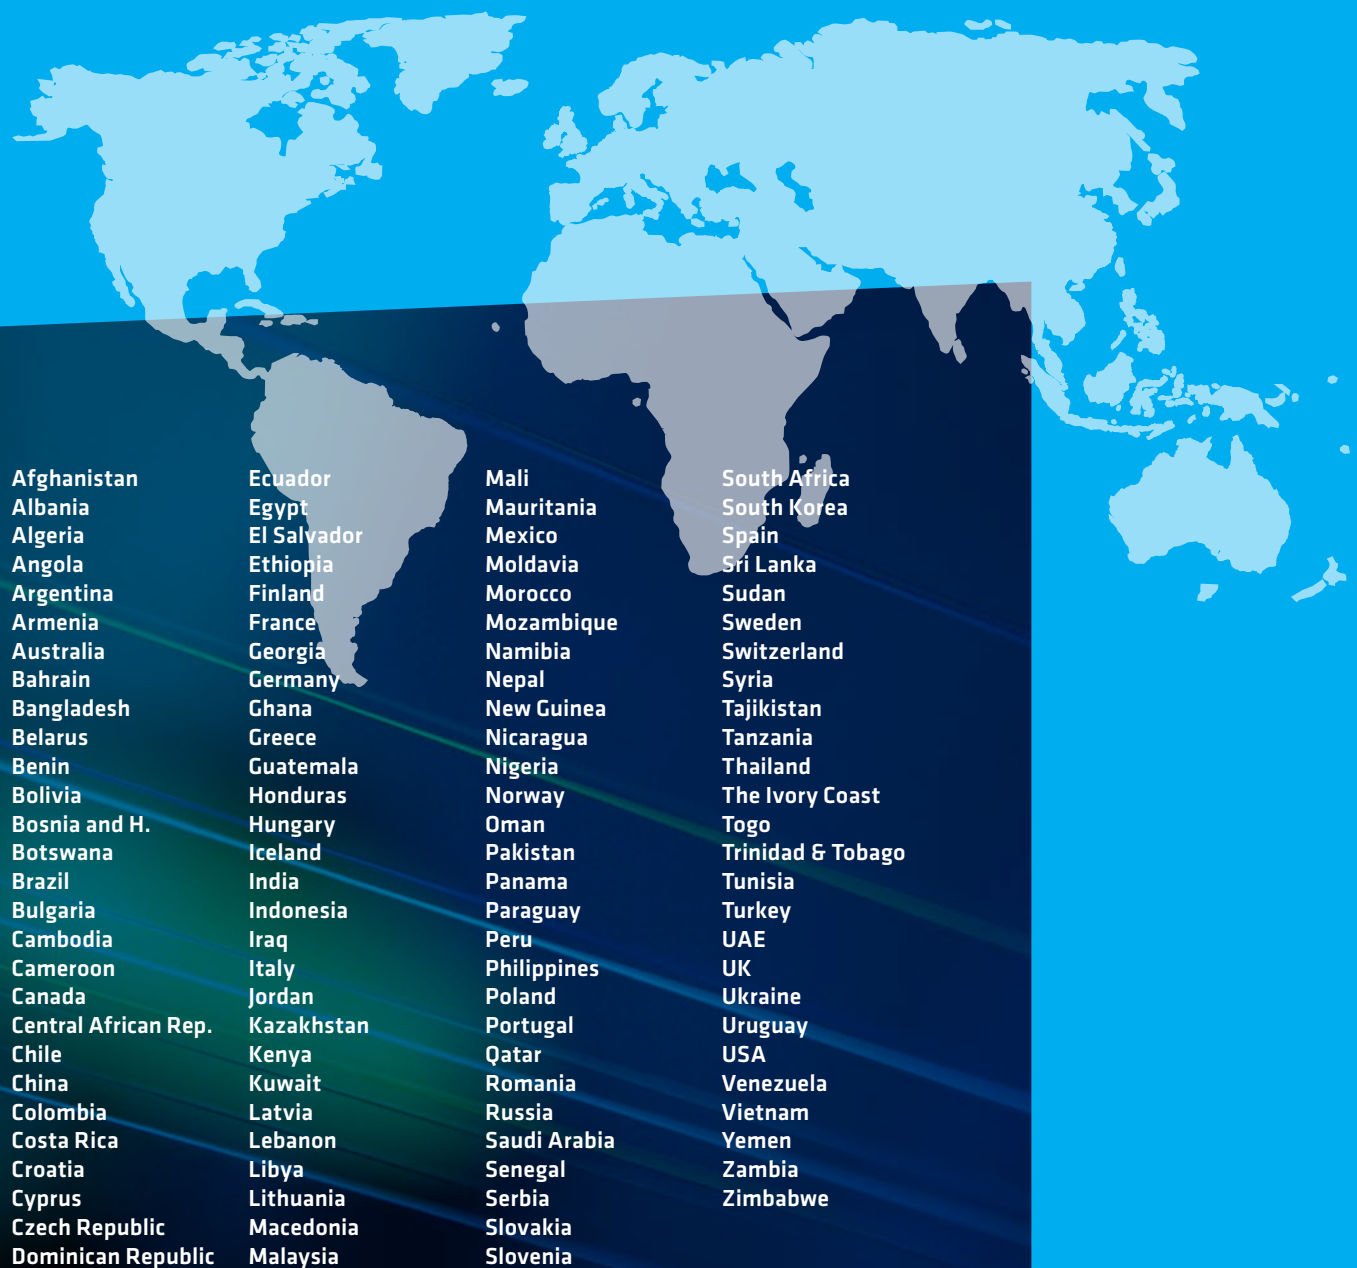 Afghanistan
Albania
Algeria
Angola
Argentina
Armenia
Australia
Bahrain
Bangladesh
Belarus
Benin
Bolivia
Bosnia and H.
Botswana
Brazil
Bulgaria
Cambodia
Cameroon
Canada
Central African Rep.
Chile
China
Colombia
Costa Rica
Croatia
Cyprus
Czech Republic
Dominican Republic
Ecuador
Egypt
El Salvador
Ethiopia
Finland
France
Georgia
Germany
Ghana
Greece
Guatemala
Honduras
Hungary
Iceland
India
Indonesia
Iraq
Italy
Jordan
Kazakhstan
Kenya
Kuwait
Latvia
Lebanon
Libya
Lithuania
Macedonia
Malaysia
Mali
Mauritania
Mexico
Moldavia
Morocco
Mozambique
Namibia
Nepal
New Guinea
Nicaragua
Nigeria
Norway
Oman
Pakistan
Panama
Paraguay
Peru
Philippines
Poland
Portugal
Qatar
Romania
Russia
Saudi Arabia
Senegal
Serbia
Slovakia
Slovenia
South Africa
South Korea
Spain
Sri Lanka
Sudan
Sweden
Switzerland
Syria
Tajikistan
Tanzania
Thailand
The Ivory Coast
Togo
Trinidad & Tobago
Tunisia
Turkey
UAE
UK
Ukraine
Uruguay
USA
Venezuela
Vietnam
Yemen
Zambia
Zimbabwe